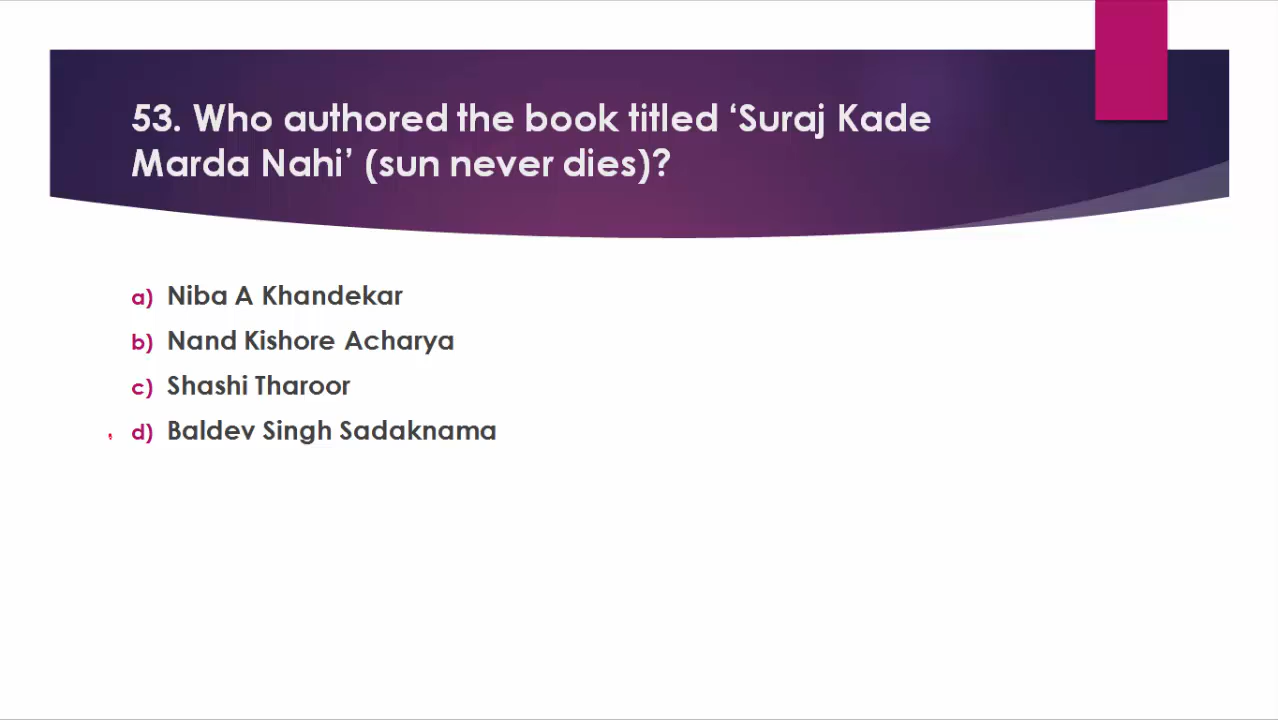 53. Who authored the book titled ‘Suraj Kade
Marda Nahi’ (sun never dies)?
a) Niba A Khandekar
b) Nand Kishore Acharya
c) Shashi Tharoor
d) Baldev Singh Sadaknama